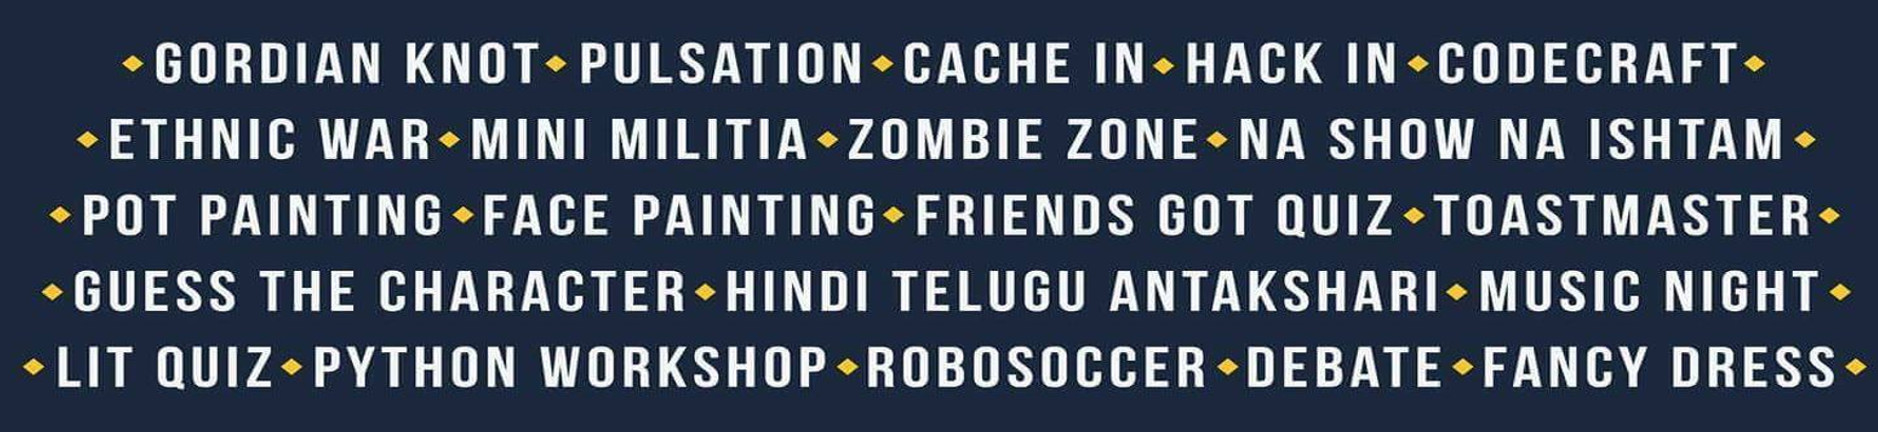 ◆GORDIAN KNOT◆PULSATION◆CACHE IN◆HACK IN◆CODECRAFT◆
◆ETHNIC WAR◆MINI MILITIA◆ZOMBIE ZONE◆NA SHOW NA ISHTAM◆
◆POT PAINTING◆FACE PAINTING◆FRIENDS GOT QUIZ◆TOASTMASTER◆
◆GUESS THE CHARACTER◆HINDI TELUGU ANTAKSHARI◆MUSIC NIGHT◆
◆LIT QUIZ◆PYTHON WORKSHOP◆ROBOSOCCER◆DEBATE◆FANCY DRESS◆